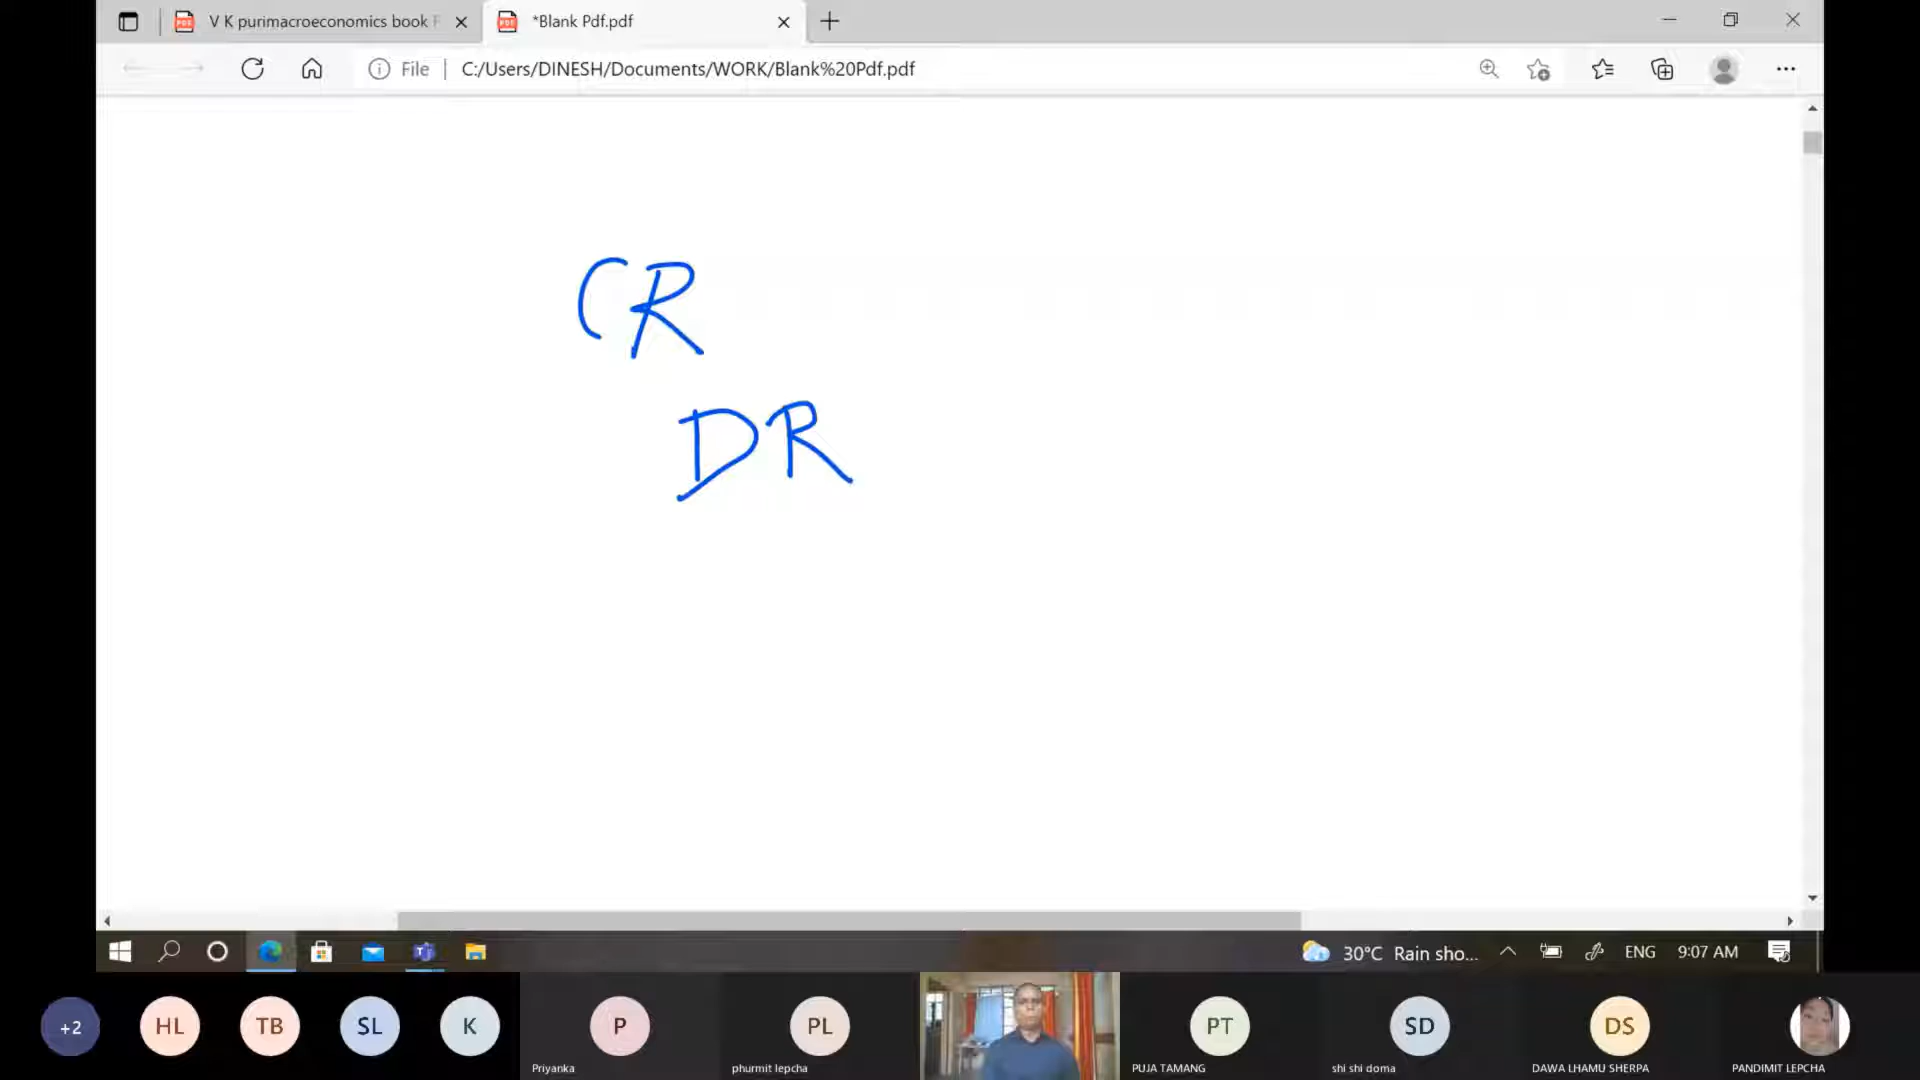 V K purimacroeconomics book F
*Blank Pdf.pdf
File
C:/Users/DINESH/Documents/WORK/Blank%20Pdf.pdf
CR
DR
30°C Rain sho...
ENG
9:07 AM
+2
HL
TB
SL
K
P
Priyanka
PL
phurmit lepcha
PT
PUJA TAMANG
SD
shi shi doma
DS
DAWA LHAMU SHERPA
PANDIMIT LEPCHA